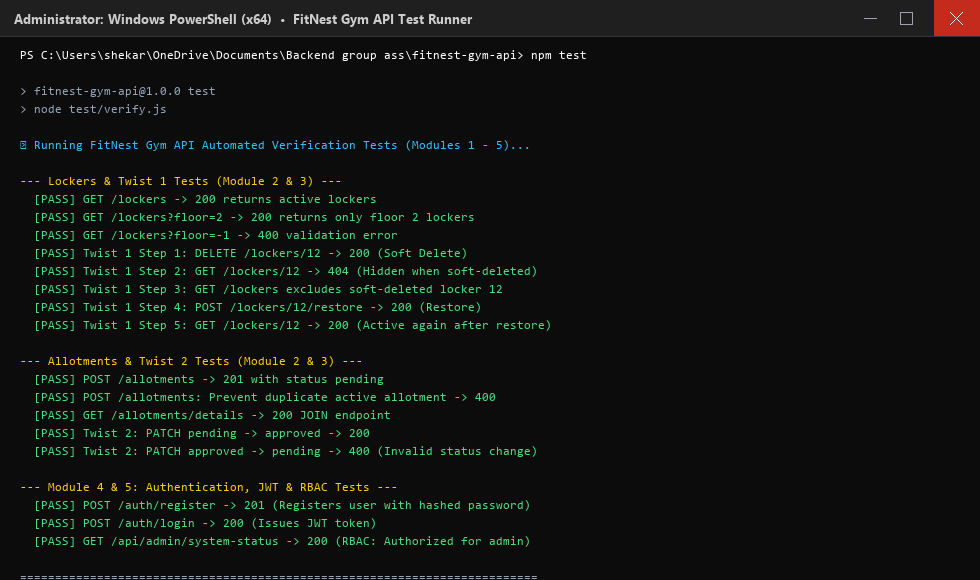 Administrator: Windows PowerShell (x64) • FitNest Gym API Test Runner
PS C:\Users\shekar\OneDrive\Documents\Backend group ass\fitnest-gym-api> npm test
> fitnest-gym-api@1.0.0 test
> node test/verify.js
Running FitNest Gym API Automated Verification Tests (Modules 1 - 5)...
--- Lockers & Twist 1 Tests (Module 2 & 3) ---
[PASS] GET /lockers -> 200 returns active lockers
[PASS] GET /lockers?floor=2 -> 200 returns only floor 2 lockers
[PASS] GET /lockers?floor=-1 -> 400 validation error
[PASS] Twist 1 Step 1: DELETE /lockers/12 -> 200 (Soft Delete)
[PASS] Twist 1 Step 2: GET /lockers/12 -> 404 (Hidden when soft-deleted)
[PASS] Twist 1 Step 3: GET /lockers excludes soft-deleted locker 12
[PASS] Twist 1 Step 4: POST /lockers/12/restore -> 200 (Restore)
[PASS] Twist 1 Step 5: GET /lockers/12 -> 200 (Active again after restore)
--- Allotments & Twist 2 Tests (Module 2 & 3) ---
[PASS] POST /allotments -> 201 with status pending
[PASS] POST /allotments: Prevent duplicate active allotment -> 400
[PASS] GET /allotments/details -> 200 JOIN endpoint
[PASS] Twist 2: PATCH pending -> approved -> 200
[PASS] Twist 2: PATCH approved -> pending -> 400 (Invalid status change)
--- Module 4 & 5: Authentication, JWT & RBAC Tests ---
[PASS] POST /auth/register -> 201 (Registers user with hashed password)
[PASS] POST /auth/login -> 200 (Issues JWT token)
[PASS] GET /api/admin/system-status -> 200 (RBAC: Authorized for admin)
==========================================================================